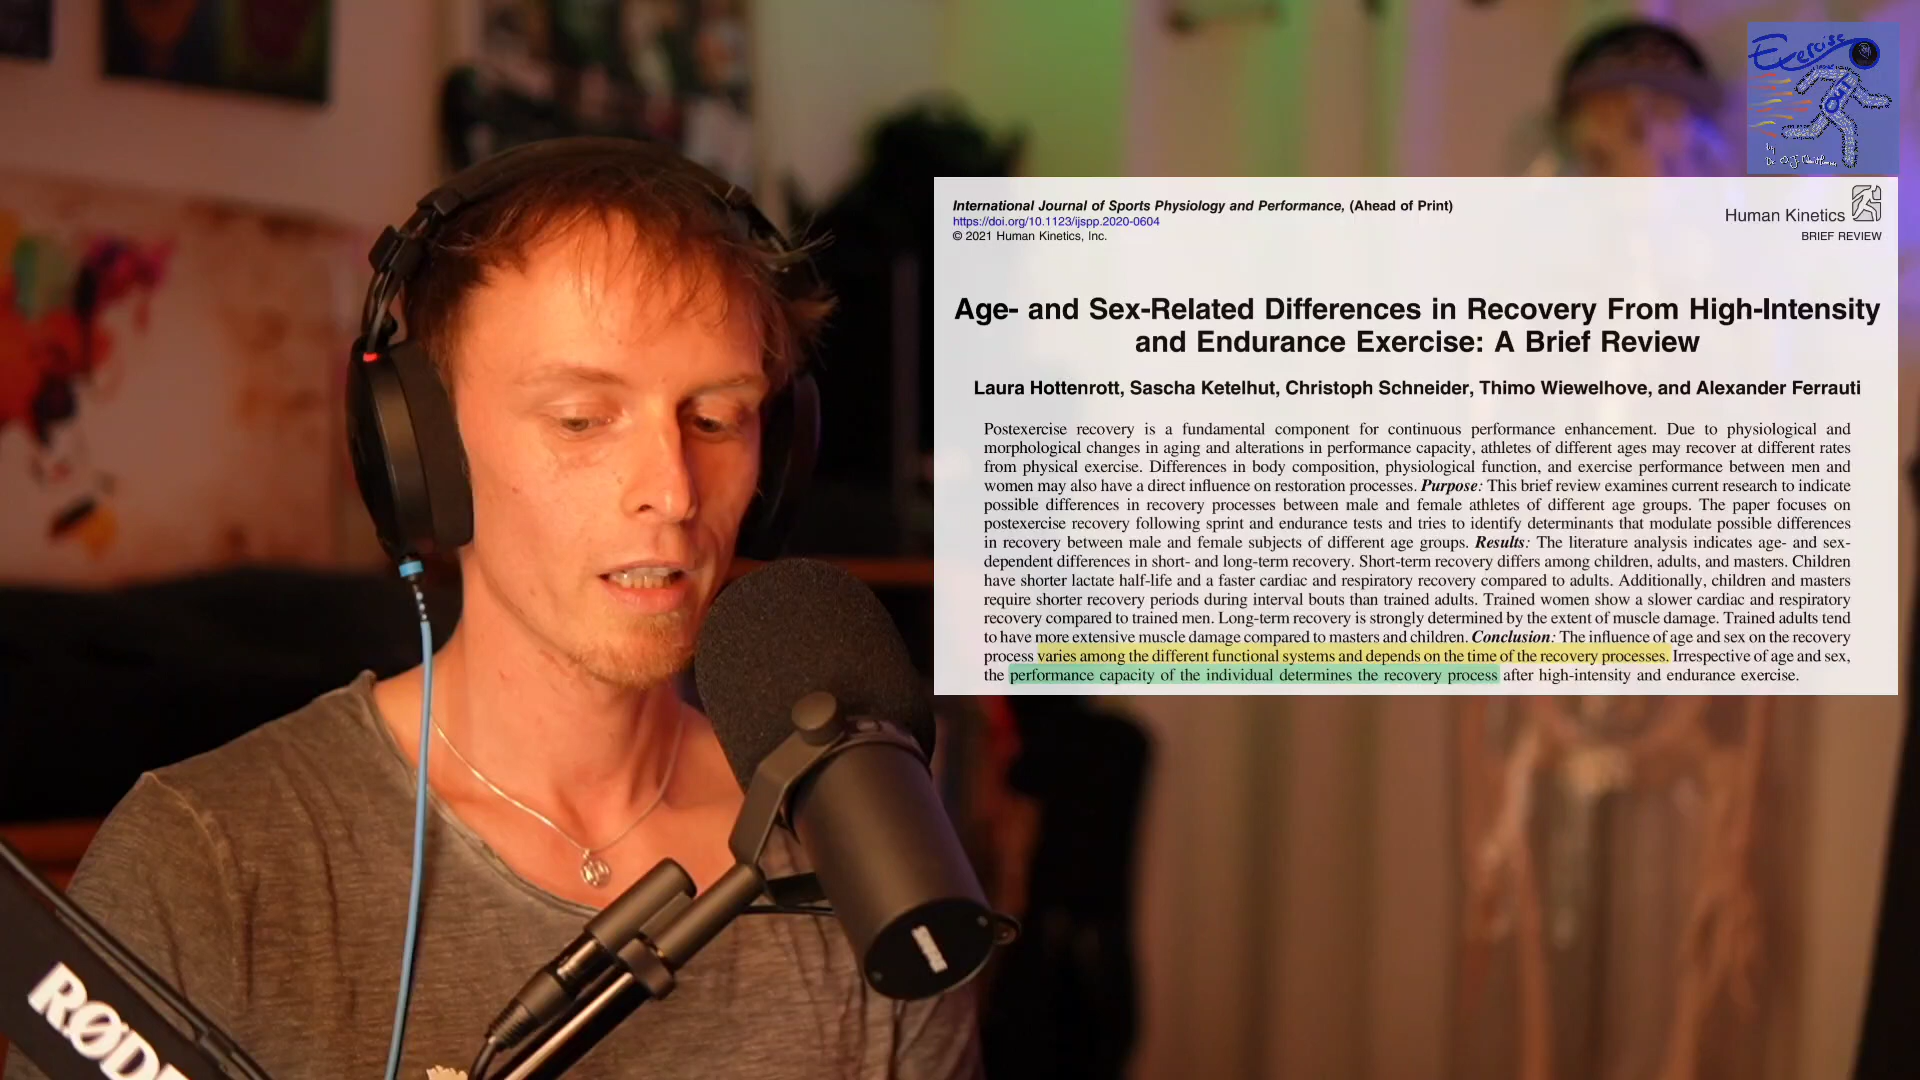 Exercise
by
Dr
International Journal of Sports Physiology and Performance, (Ahead of Print)
https://doi.org/10.1123/ijspp.2020-0604
© 2021 Human Kinetics, Inc.
Human Kinetics
BRIEF REVIEW
Age- and Sex-Related Differences in Recovery From High-Intensity
and Endurance Exercise: A Brief Review
Laura Hottenrott, Sascha Ketelhut, Christoph Schneider, Thimo Wiewelhove, and Alexander Ferrauti
Postexercise recovery is a fundamental component for continuous performance enhancement. Due to physiological and
morphological changes in aging and alterations in performance capacity, athletes of different ages may recover at different rates
from physical exercise. Differences in body composition, physiological function, and exercise performance between men and
women may also have a direct influence on restoration processes. Purpose: This brief review examines current research to indicate
possible differences in recovery processes between male and female athletes of different age groups. The paper focuses on
postexercise recovery following sprint and endurance tests and tries to identify determinants that modulate possible differences
in recovery between male and female subjects of different age groups. Results: The literature analysis indicates age- and sex-
dependent differences in short- and long-term recovery. Short-term recovery differs among children, adults, and masters. Children
have shorter lactate half-life and a faster cardiac and respiratory recovery compared to adults. Additionally, children and masters
require shorter recovery periods during interval bouts than trained adults. Trained women show a slower cardiac and respiratory
recovery compared to trained men. Long-term recovery is strongly determined by the extent of muscle damage. Trained adults tend
to have more extensive muscle damage compared to masters and children. Conclusion: The influence of age and sex on the recovery
process varies among the different functional systems and depends on the time of the recovery processes. Irrespective of age and sex,
the performance capacity of the individual determines the recovery process after high-intensity and endurance exercise.
RØDE